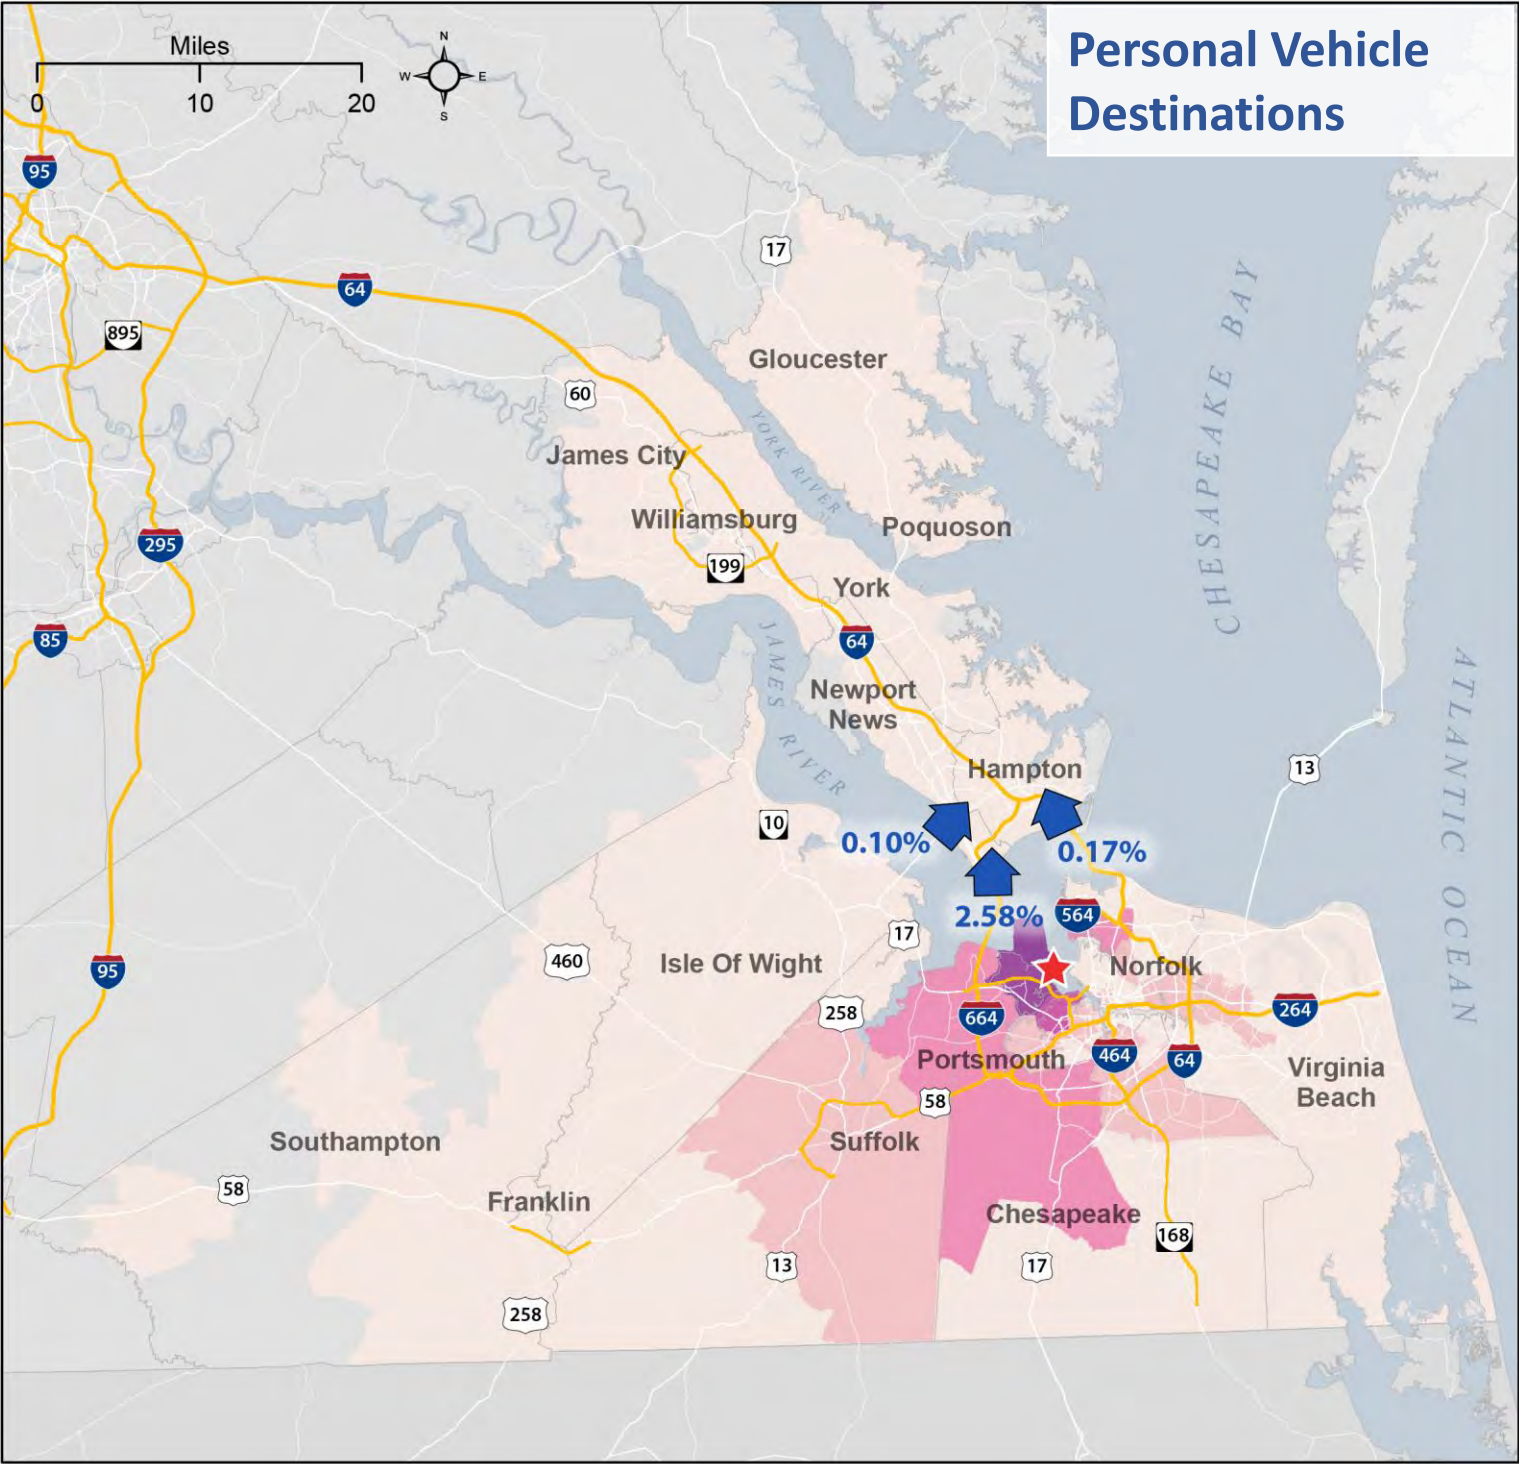 Personal Vehicle
Destinations
Miles
0 10 20
N
W E
S
95
17
64
895
Gloucester
60
CHESAPEAKE BAY
YORK RIVER
James City
Williamsburg
Poquoson
295
199
York
85
64
JAMES RIVER
Newport
News
ATLANTIC OCEAN
Hampton
13
10
0.10%
0.17%
2.58%
564
17
95
460
Isle Of Wight
Norfolk
258
664
264
Portsmouth
464
64
Virginia
Beach
58
Southampton
Suffolk
58
Franklin
Chesapeake
168
13
17
258